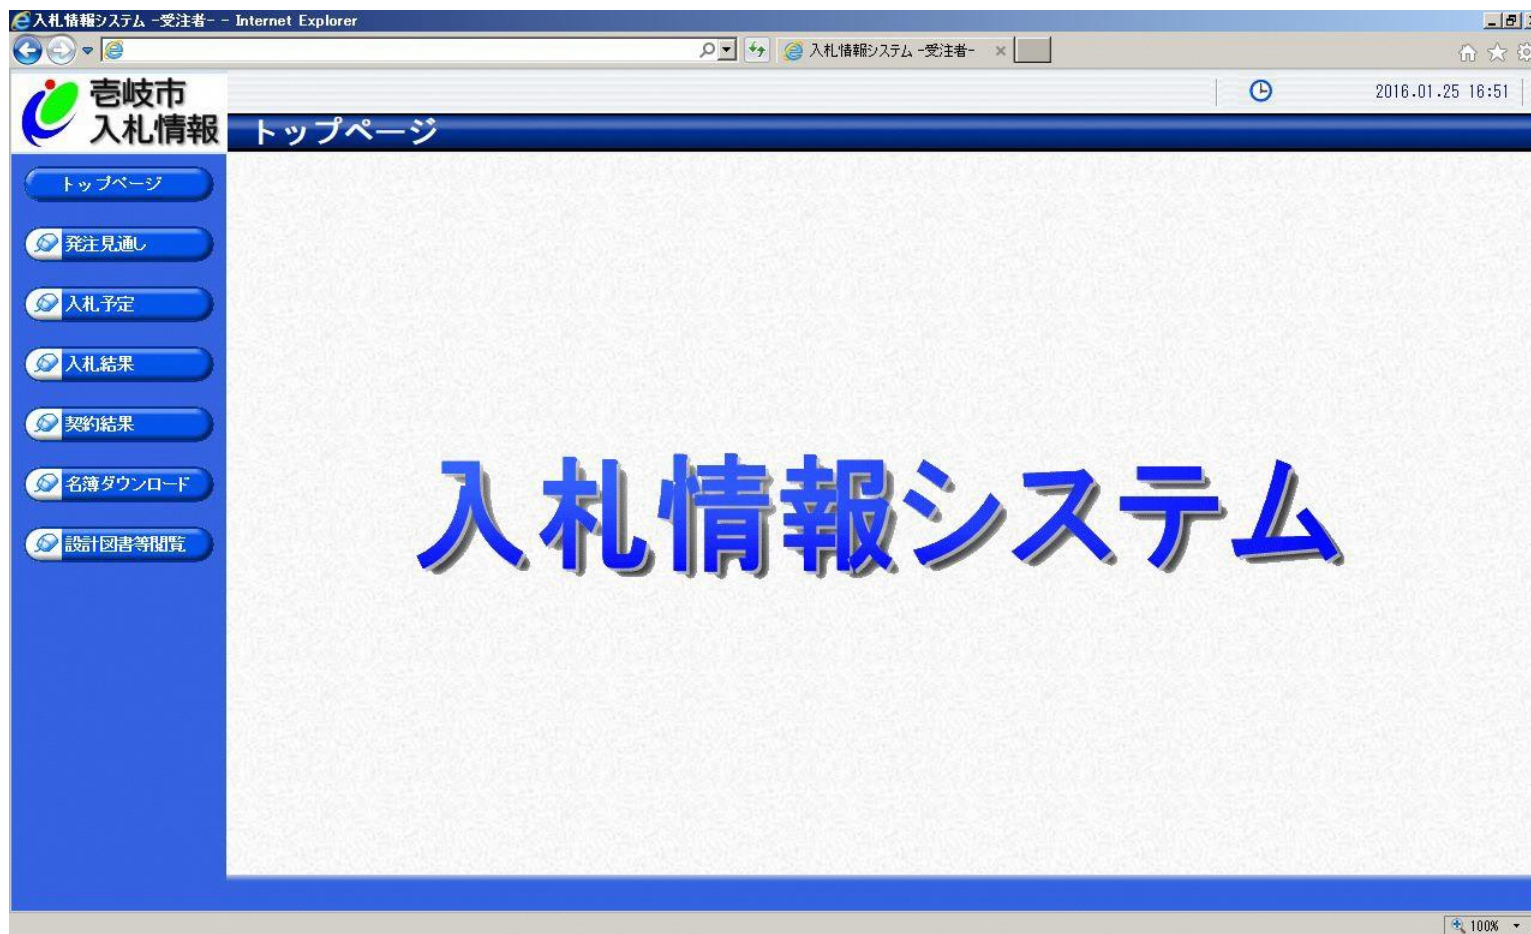 入札情報システム -受注者- - Internet Explorer
入札情報システム -受注者-
壱岐市
入札情報
2016.01.25 16:51
トップページ
トップページ
発注見通し
入札予定
入札結果
契約結果
名簿ダウンロード
設計図書等閲覧
入札情報システム
100%